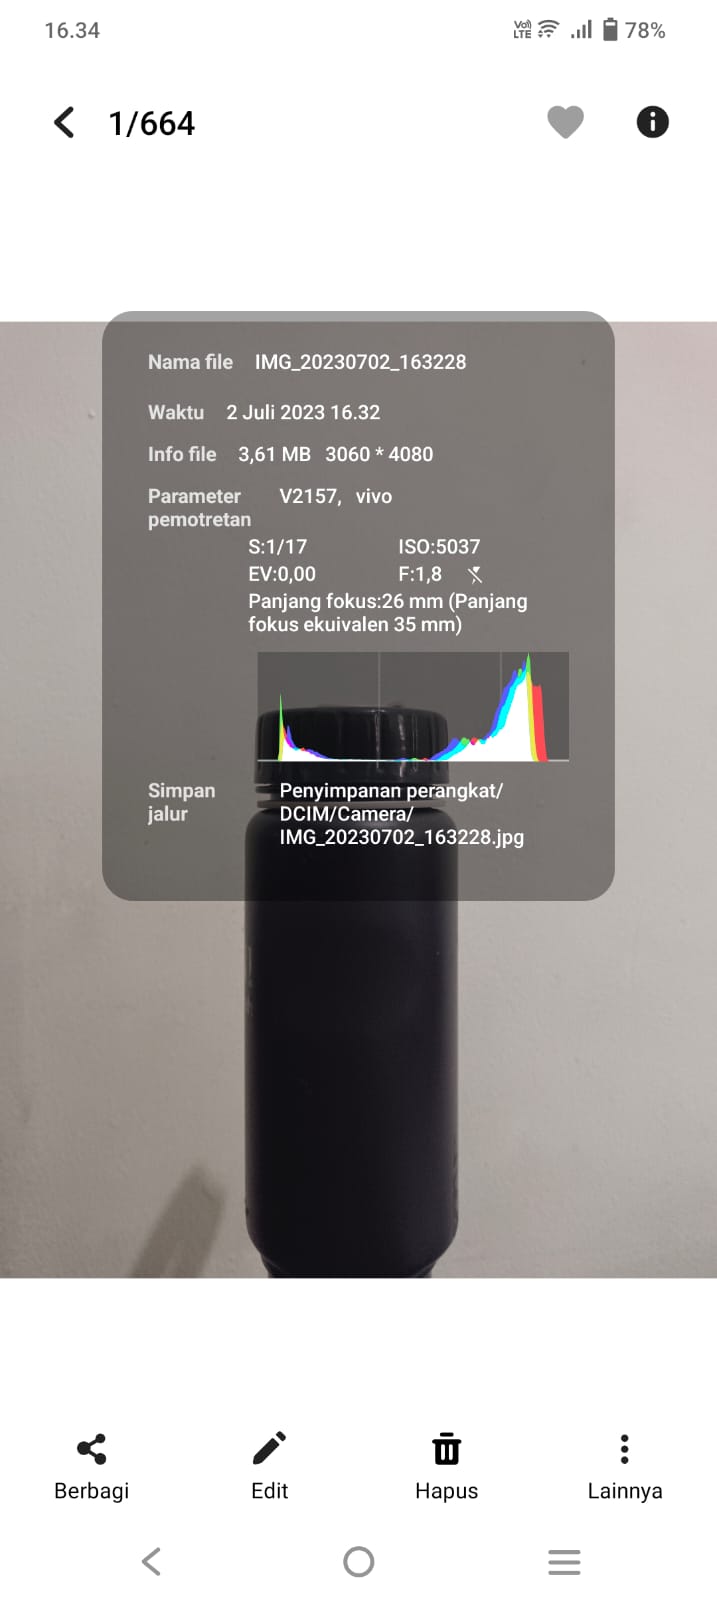 16.34
Vo) LTE 78%
1/664
Nama file IMG_20230702_163228
Waktu 2 Juli 2023 16.32
Info file 3,61 MB 3060 * 4080
Parameter pemotretan V2157, vivo
S:1/17 ISO:5037
EV:0,00 F:1,8
Panjang fokus:26 mm (Panjang
fokus ekuivalen 35 mm)
Simpan jalur Penyimpanan perangkat/
DCIM/Camera/
IMG_20230702_163228.jpg
Berbagi Edit Hapus Lainnya